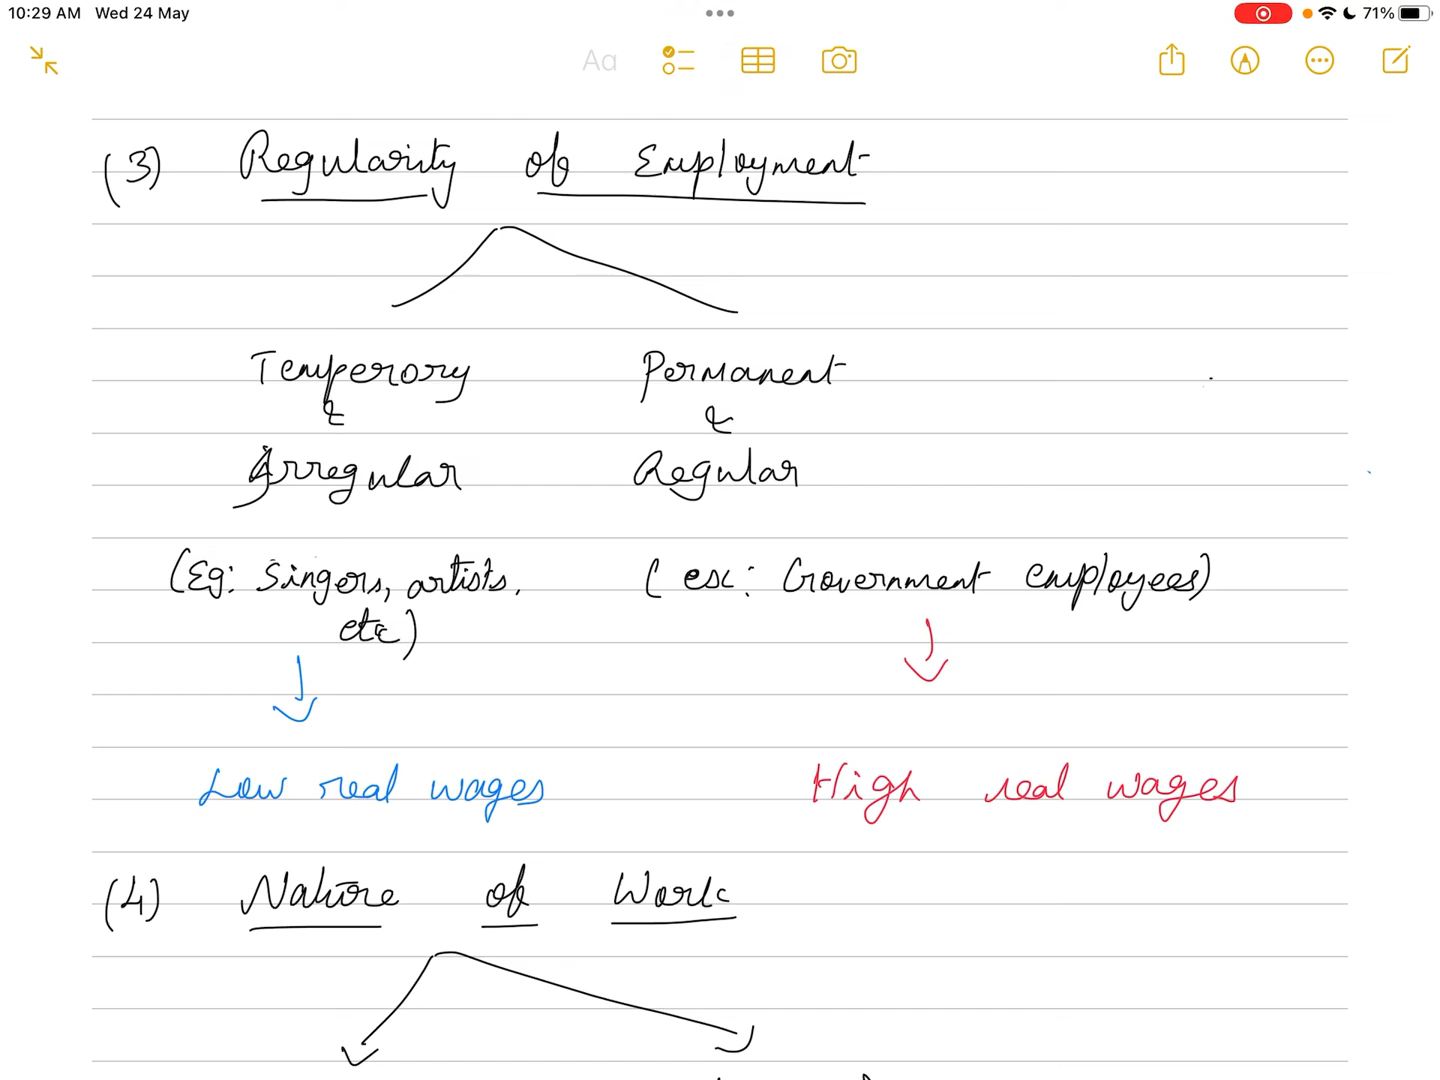 10:29 AM Wed 24 May
71%
Aa
(3) Regularity of Employment
Temperory Permanent
& &
Irregular Regular
(Eg: Singers, artists, (ex: Government employees)
etc)
Low real wages High real wages
(4) Nature of Work